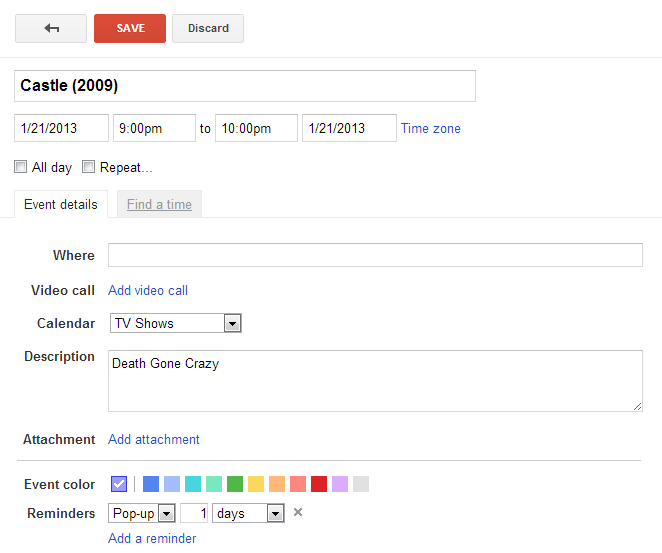 SAVE Discard
Castle (2009)
1/21/2013 9:00pm to 10:00pm 1/21/2013 Time zone
All day Repeat...
Event details Find a time
Where
Video call Add video call
Calendar TV Shows
Description Death Gone Crazy
Attachment Add attachment
Event color
Reminders Pop-up 1 days
Add a reminder